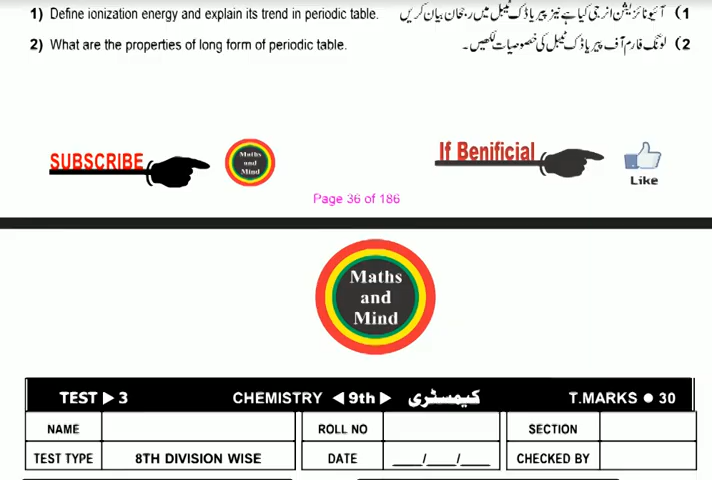 1) Define ionization energy and explain its trend in periodic table. 1) آئیونائزیشن انرجی کیا ہے نیز پیریاڈک ٹیبل میں رجحان بیان کریں
2) What are the properties of long form of periodic table. 2) لونگ فارم آف پیریاڈک ٹیبل کی خصوصیات لکھیں۔
SUBSCRIBE
Maths
and
Mind
If Benificial
Like
Page 36 of 186
Maths
and
Mind
TEST ▶ 3 CHEMISTRY ◀ 9th ▶ کیمسٹری T.MARKS ● 30
NAME ROLL NO SECTION
TEST TYPE 8TH DIVISION WISE DATE ___/___/___ CHECKED BY